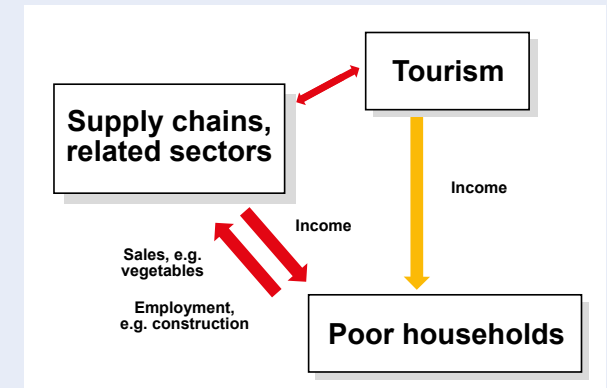 Tourism
Supply chains,
related sectors
Income
Income
Sales, e.g.
vegetables
Employment,
e.g. construction
Poor households